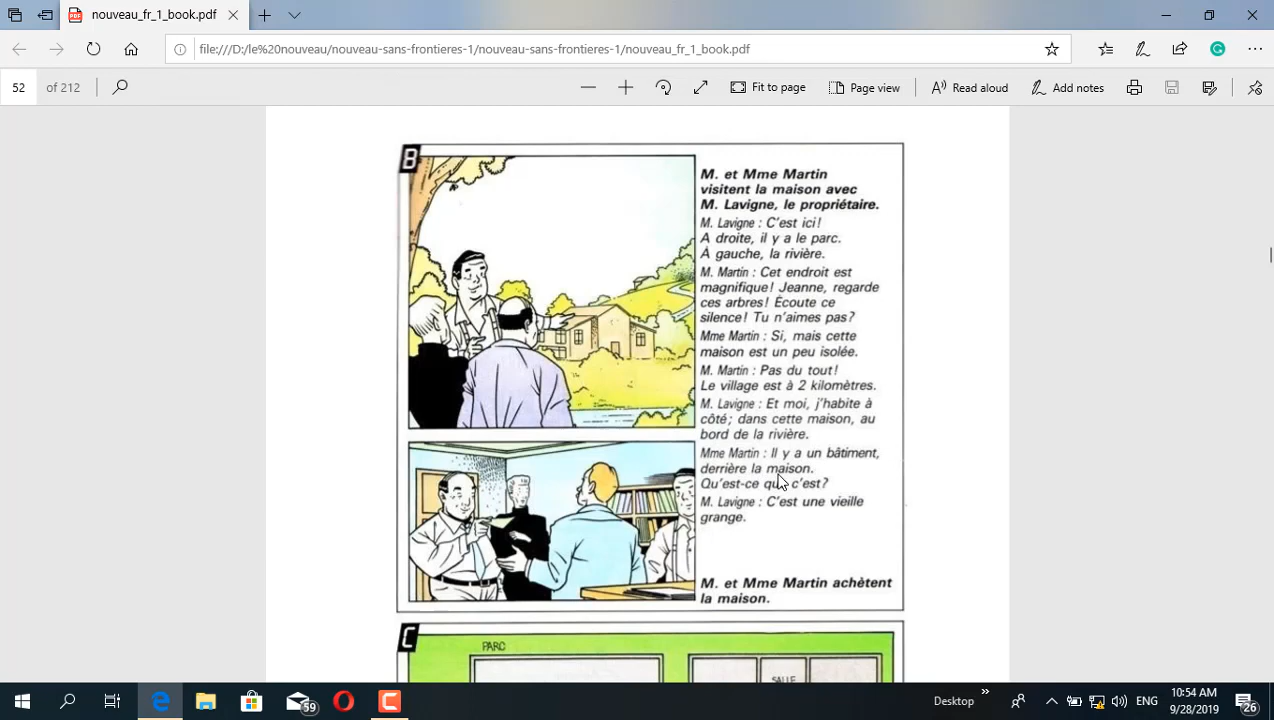 nouveau_fr_1_book.pdf
file:///D:/le%20nouveau/nouveau-sans-frontieres-1/nouveau-sans-frontieres-1/nouveau_fr_1_book.pdf
52 of 212
Fit to page
Page view
Read aloud
Add notes
B
M. et Mme Martin
visitent la maison avec
M. Lavigne, le propriétaire.
M. Lavigne : C'est ici!
A droite, il y a le parc.
À gauche, la rivière.
M. Martin : Cet endroit est
magnifique! Jeanne, regarde
ces arbres! Écoute ce
silence! Tu n'aimes pas?
Mme Martin : Si, mais cette
maison est un peu isolée.
M. Martin : Pas du tout!
Le village est à 2 kilomètres.
M. Lavigne : Et moi, j'habite à
côté; dans cette maison, au
bord de la rivière.
Mme Martin : Il y a un bâtiment,
derrière la maison.
Qu'est-ce que c'est?
M. Lavigne : C'est une vieille
grange.
M. et Mme Martin achètent
la maison.
C
PARC
SALLE
59
Desktop
ENG
10:54 AM
9/28/2019
26